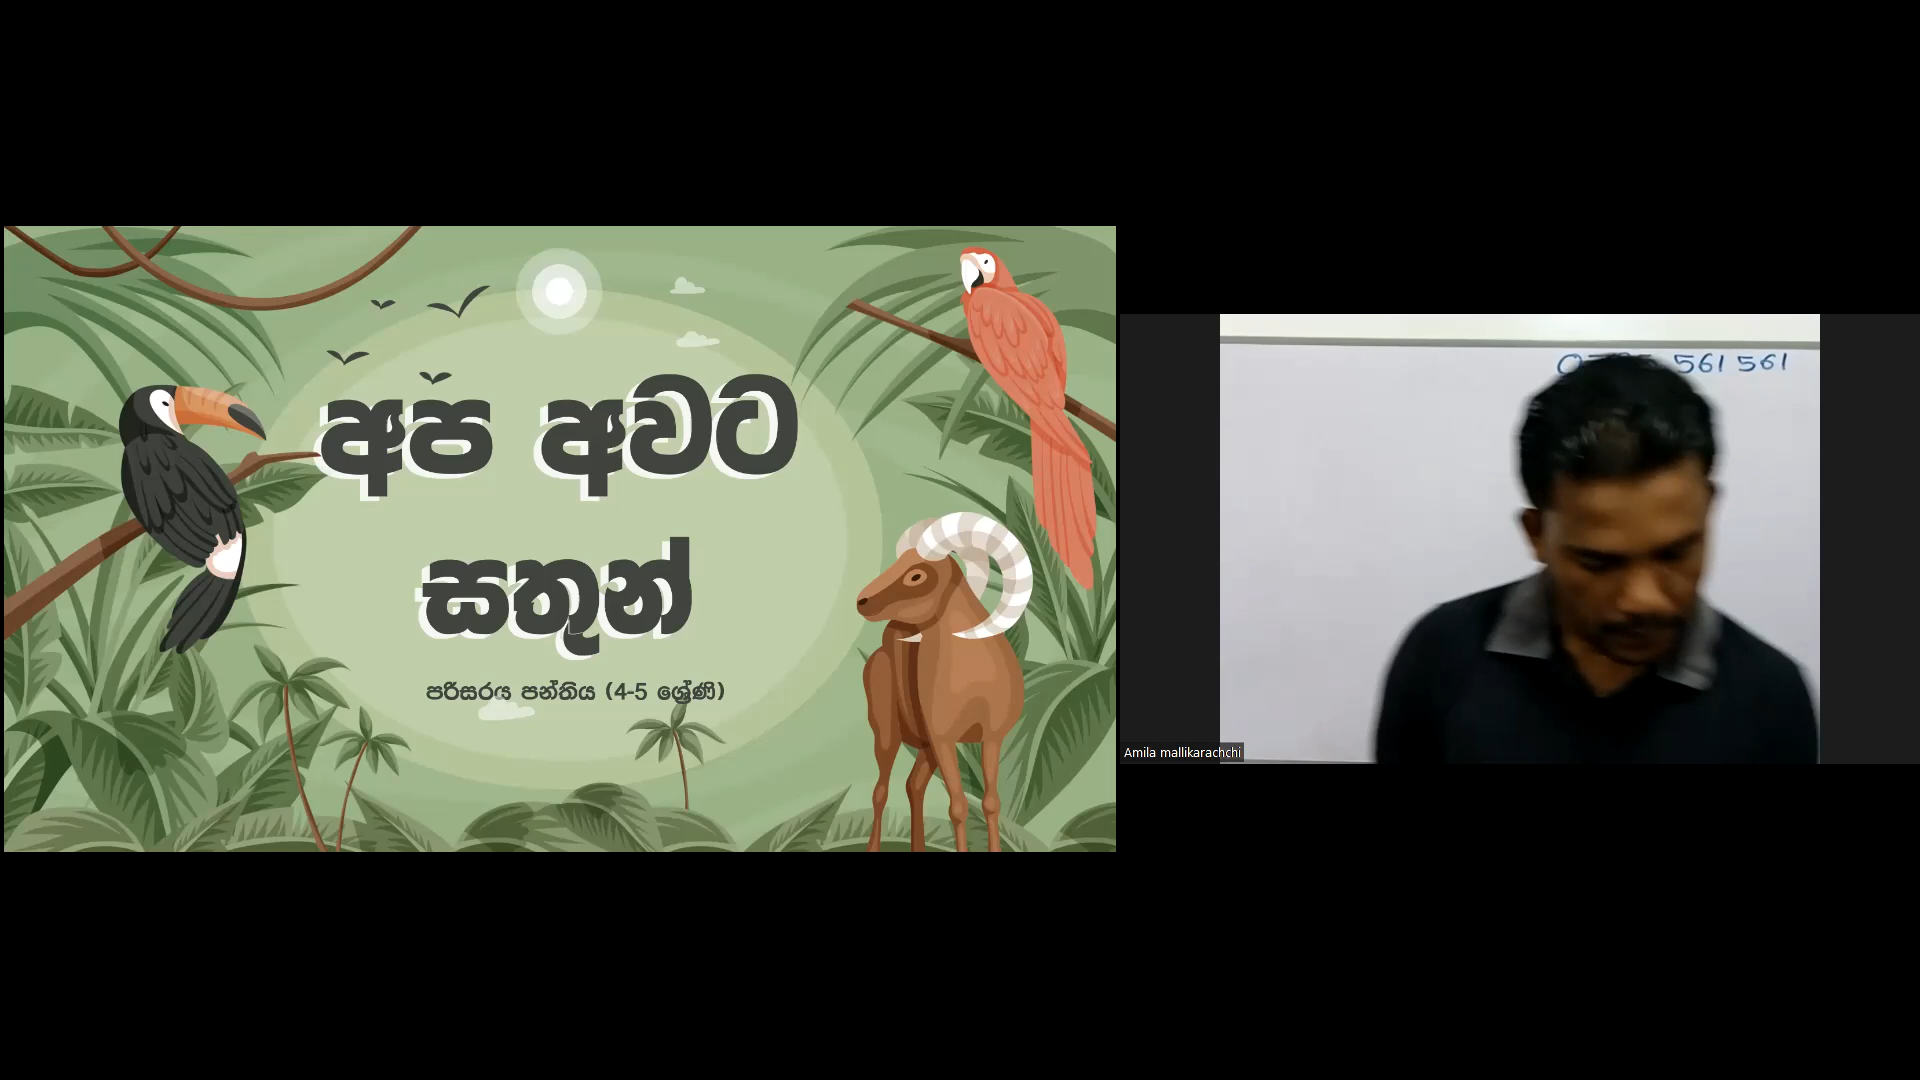 අප අවට
සතුන්
පරිසරය පන්තිය (4-5 ශ්‍රේණි)
561 561
Amila mallikarachchi